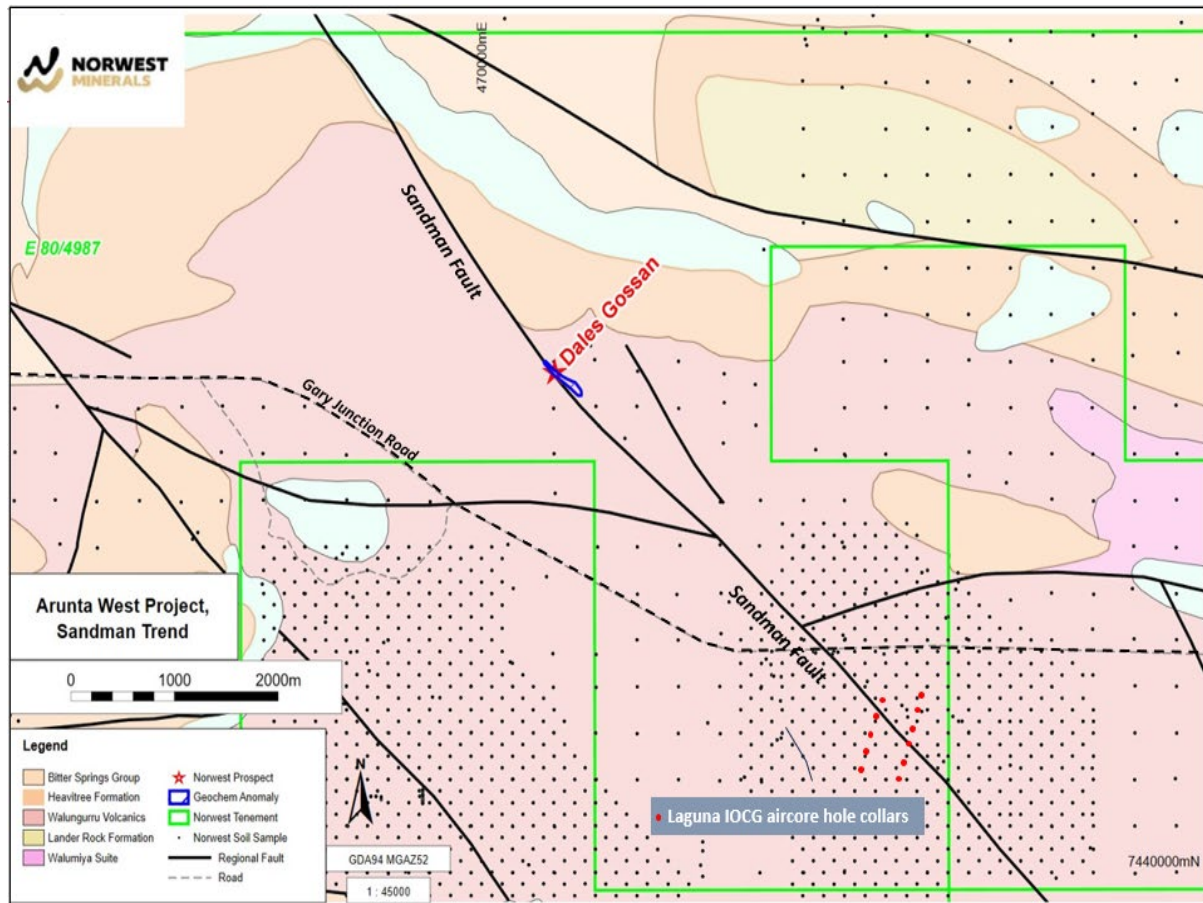 NORWEST
MINERALS
470000mE
E 80/4987
Sandman Fault
Dales Gossan
Gary Junction Road
Sandman Fault
Arunta West Project,
Sandman Trend
0 1000 2000m
Legend
Bitter Springs Group
Heavitree Formation
Walungurru Volcanics
Lander Rock Formation
Walumiya Suite
Norwest Prospect
Geochem Anomaly
Norwest Tenement
Norwest Soil Sample
Regional Fault
Road
N
GDA94 MGAZ52
1 : 45000
Laguna IOCG aircore hole collars
7440000mN